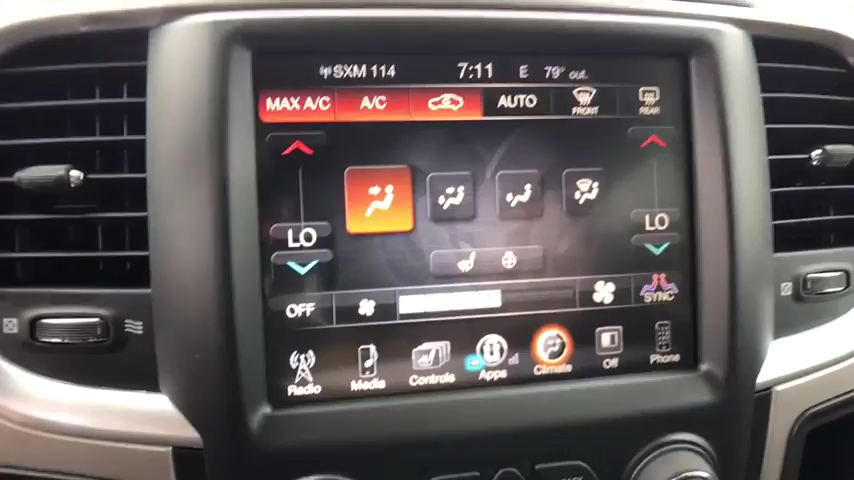 SXM 114 7:11 E 79° out.
MAX A/C A/C AUTO FRONT REAR
LO LO
OFF SYNC
Radio Media Controls Apps Climate Off Phone